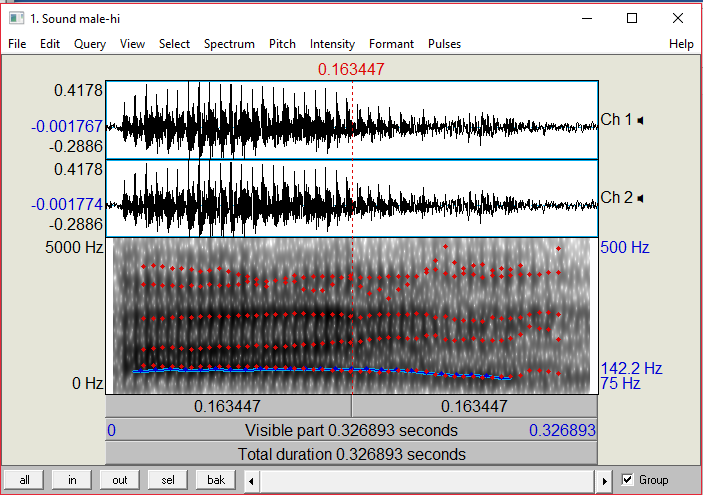 1. Sound male-hi
File Edit Query View Select Spectrum Pitch Intensity Formant Pulses Help
0.163447
0.4178
-0.001767
-0.2886
Ch 1
0.4178
-0.001774
-0.2886
Ch 2
5000 Hz
500 Hz
142.2 Hz
0 Hz
75 Hz
0.163447 0.163447
0 Visible part 0.326893 seconds 0.326893
Total duration 0.326893 seconds
all in out sel bak Group